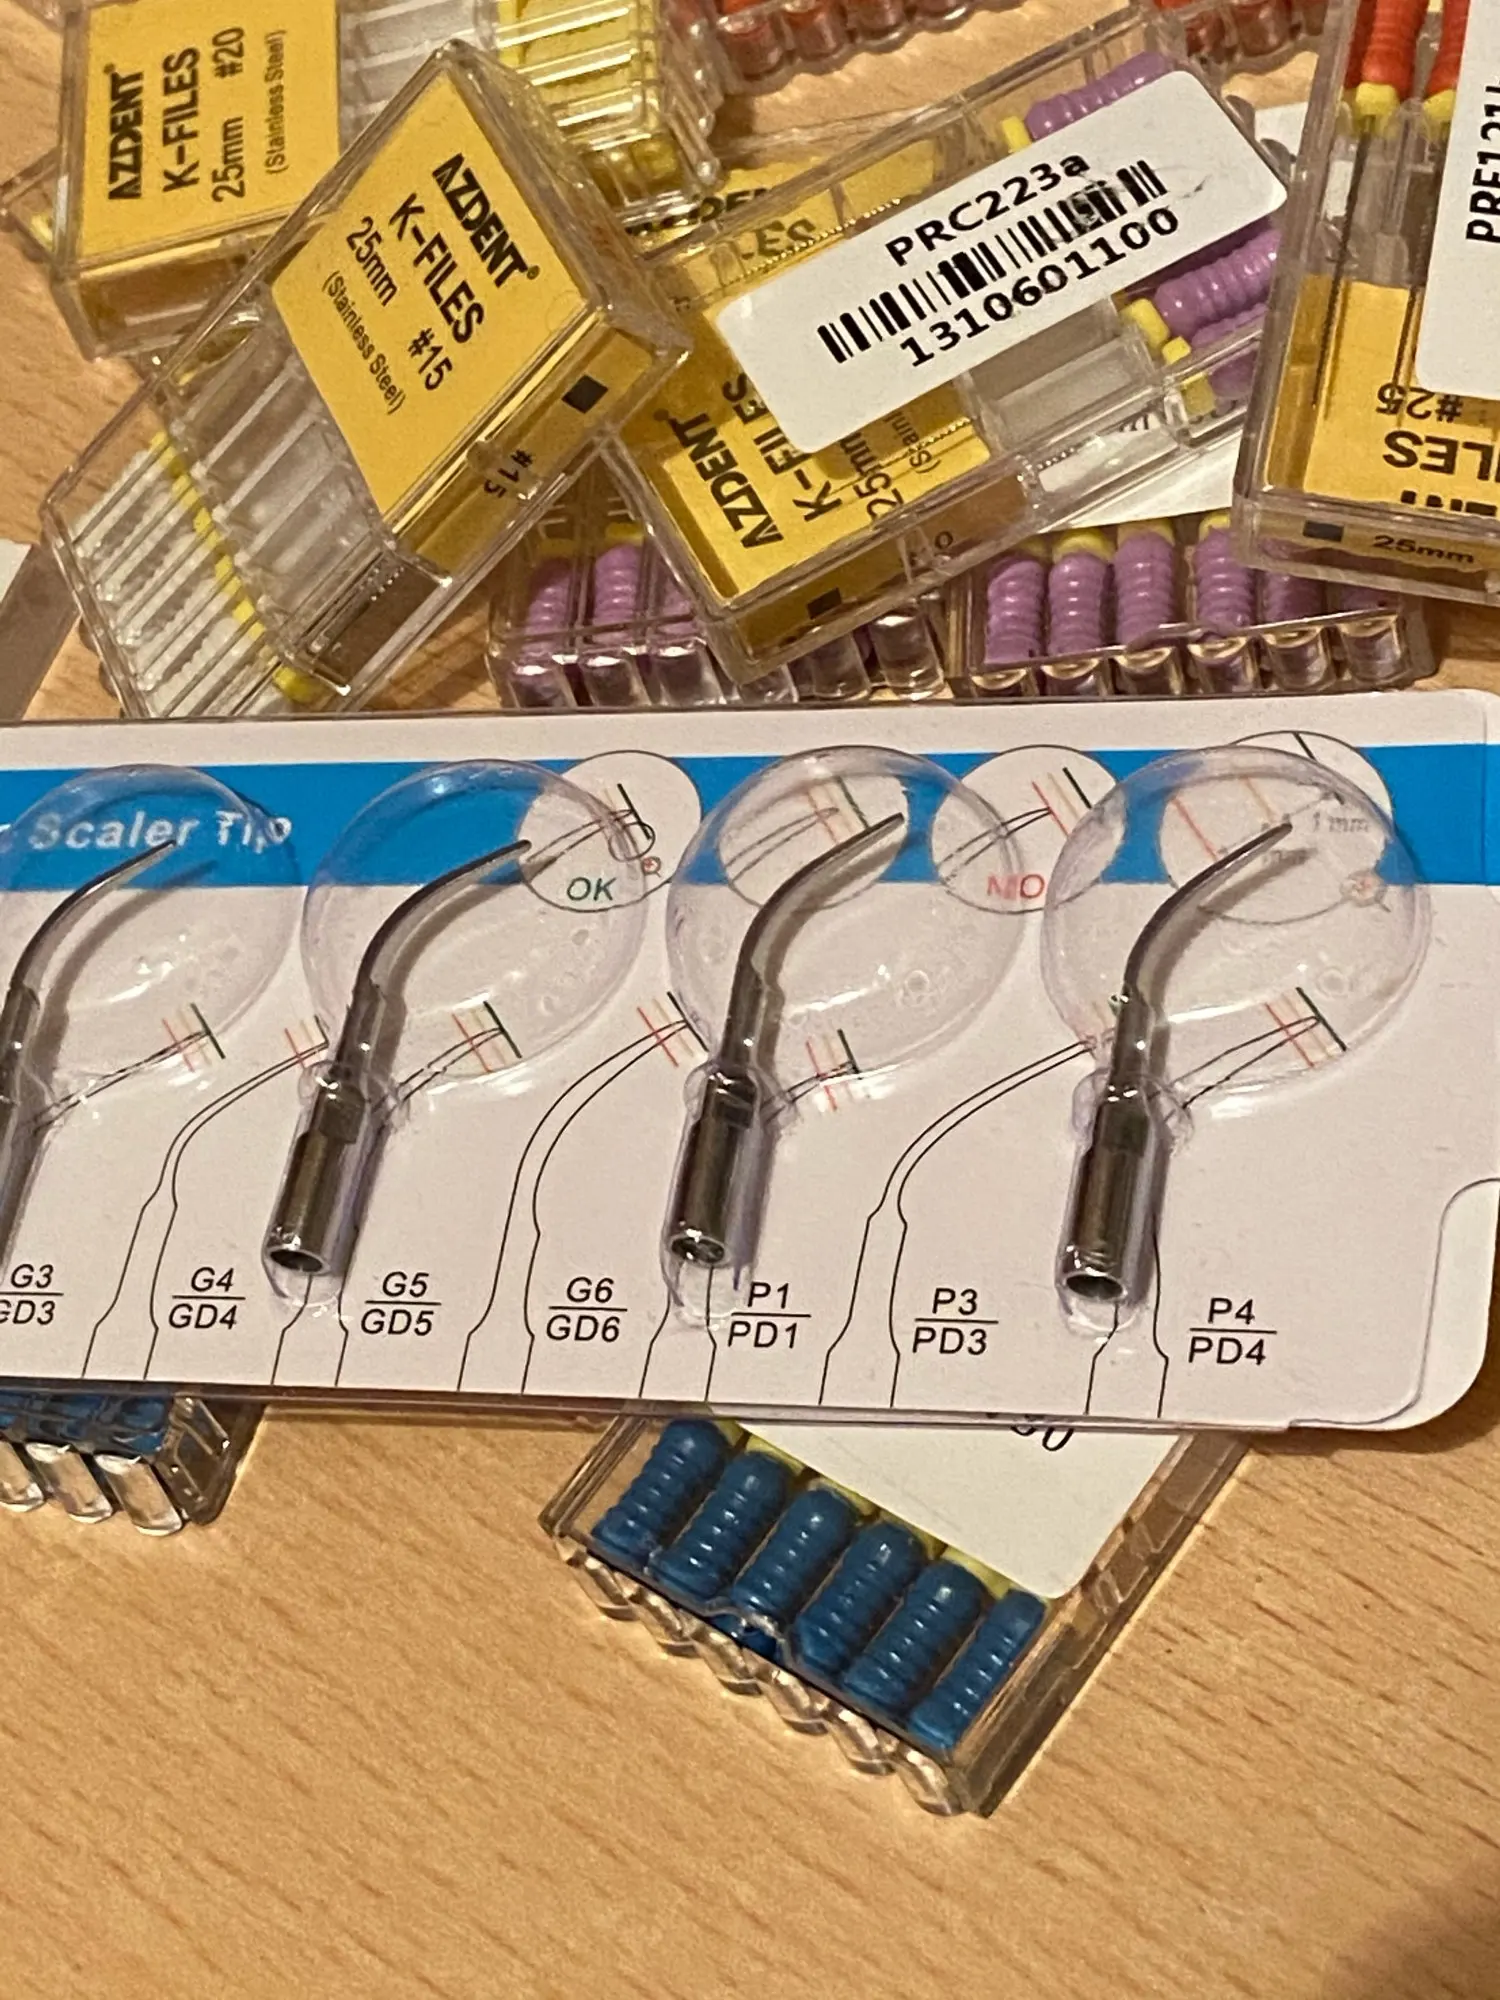 AZDENT®
K-FILES
25mm #20
(Stainless Steel)
AZDENT®
K-FILES
25mm #15
(Stainless Steel)
#15
PRC223a
1310601100
AZDENT
K-FILES
25mm
#25
25mm
Scaler Tip
OK
NO
1mm
G3
GD3
G4
GD4
G5
GD5
G6
GD6
P1
PD1
P3
PD3
P4
PD4